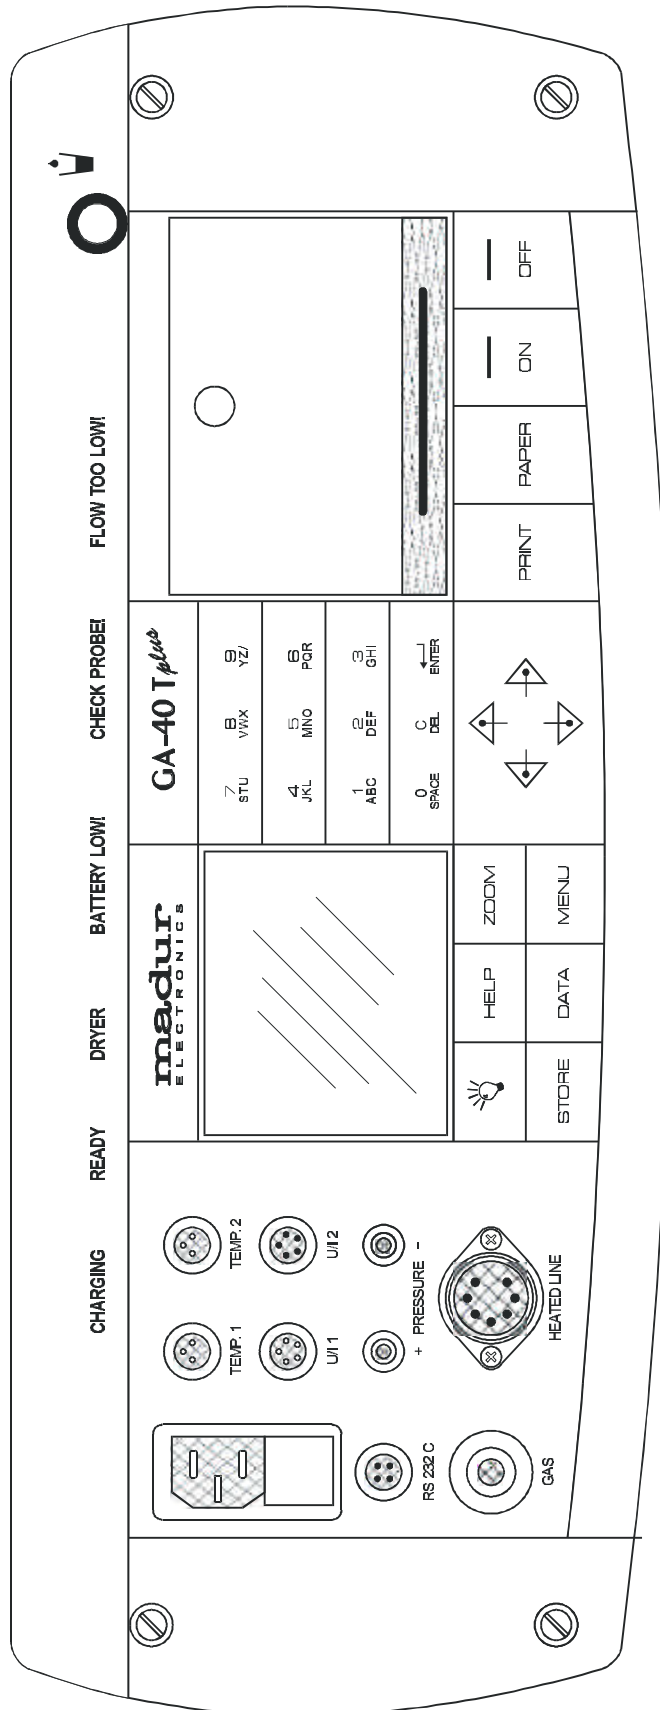 CHARGING
READY
DRYER
BATTERY LOW!
CHECK PROBE!
FLOW TOO LOW!
TEMP. 1
TEMP. 2
U/I 1
U/I 2
+ PRESSURE -
RS 232 C
GAS
HEATED LINE
madur
ELECTRONICS
HELP
ZOOM
STORE
DATA
MENU
GA-40 T plus
7 8 9
STU VWX YZ/
4 5 6
JKL MNO PQR
1 2 3
ABC DEF GHI
0 C
SPACE DEL ENTER
PRINT
PAPER
ON
OFF